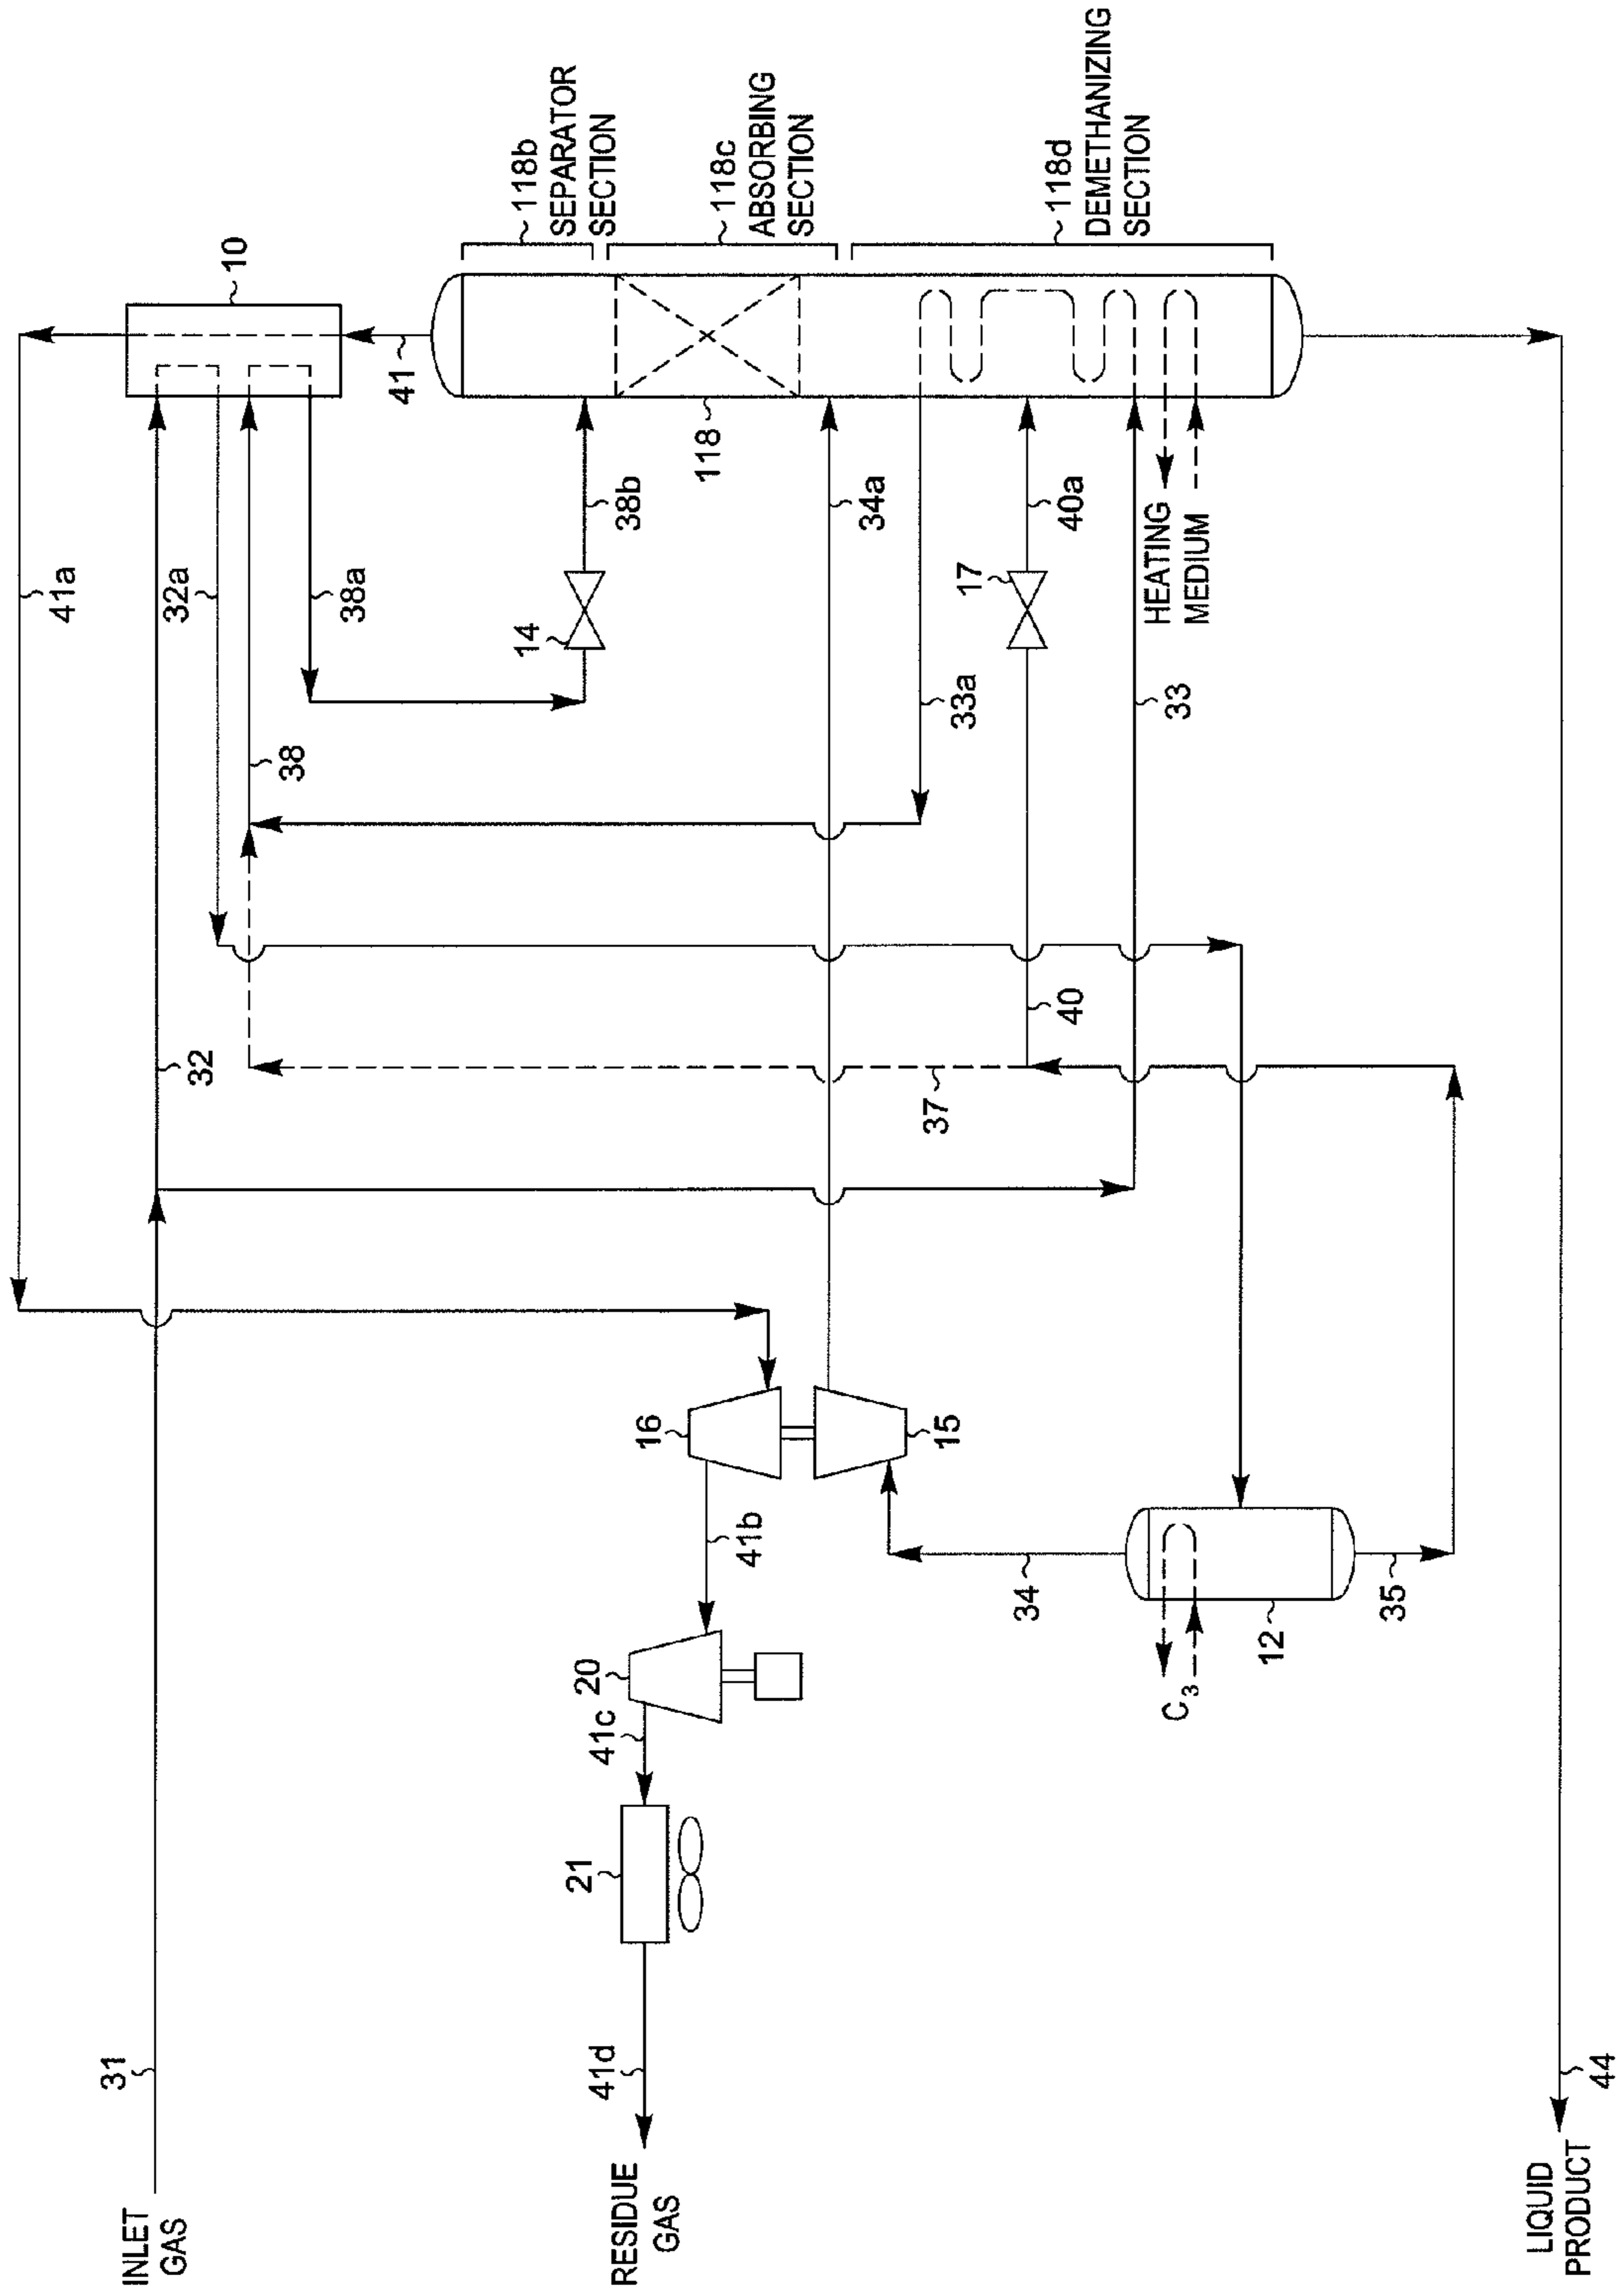 INLET
GAS
31
RESIDUE
GAS
41d
21
41c
20
41b
16
15
34
12
35
C3
LIQUID
PRODUCT
44
32
37
40
38
33a
33
41a
32a
38a
14
38b
34a
17
40a
HEATING
MEDIUM
10
41
118
118b
SEPARATOR
SECTION
118c
ABSORBING
SECTION
118d
DEMETHANIZING
SECTION